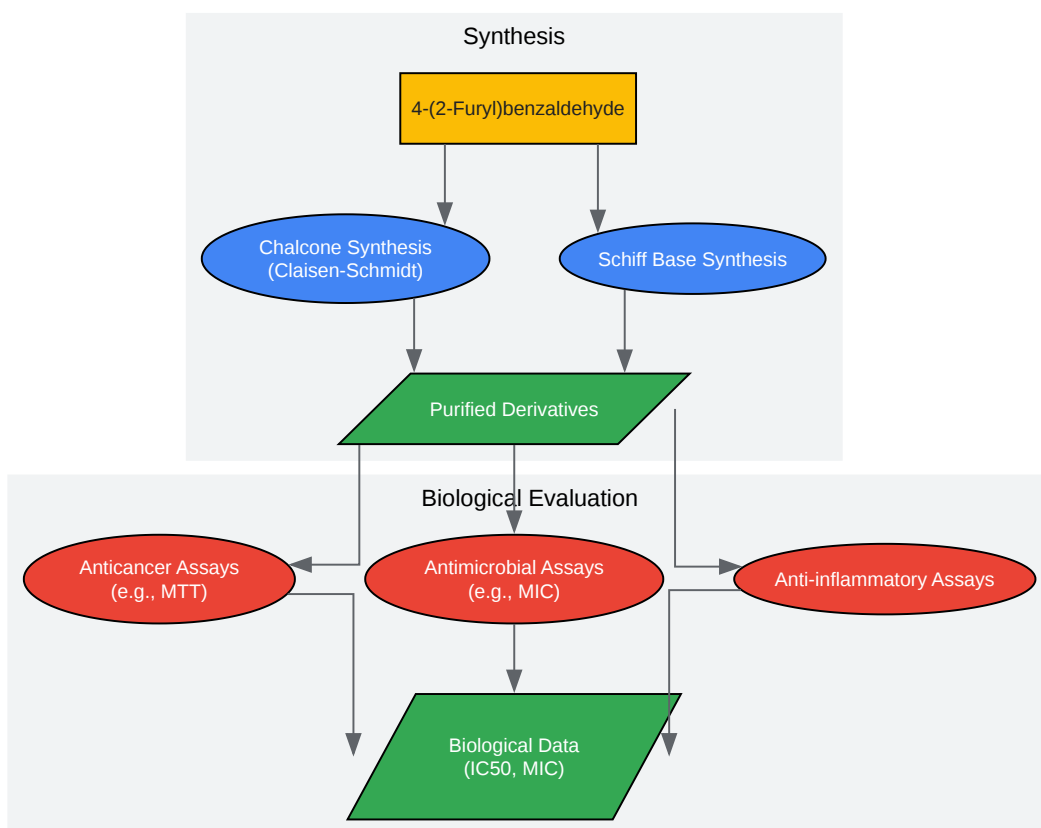 Synthesis
4-(2-Furyl)benzaldehyde
Chalcone Synthesis
(Claisen-Schmidt)
Schiff Base Synthesis
Purified Derivatives
Biological Evaluation
Anticancer Assays
(e.g., MTT)
Antimicrobial Assays
(e.g., MIC)
Anti-inflammatory Assays
Biological Data
(IC50, MIC)